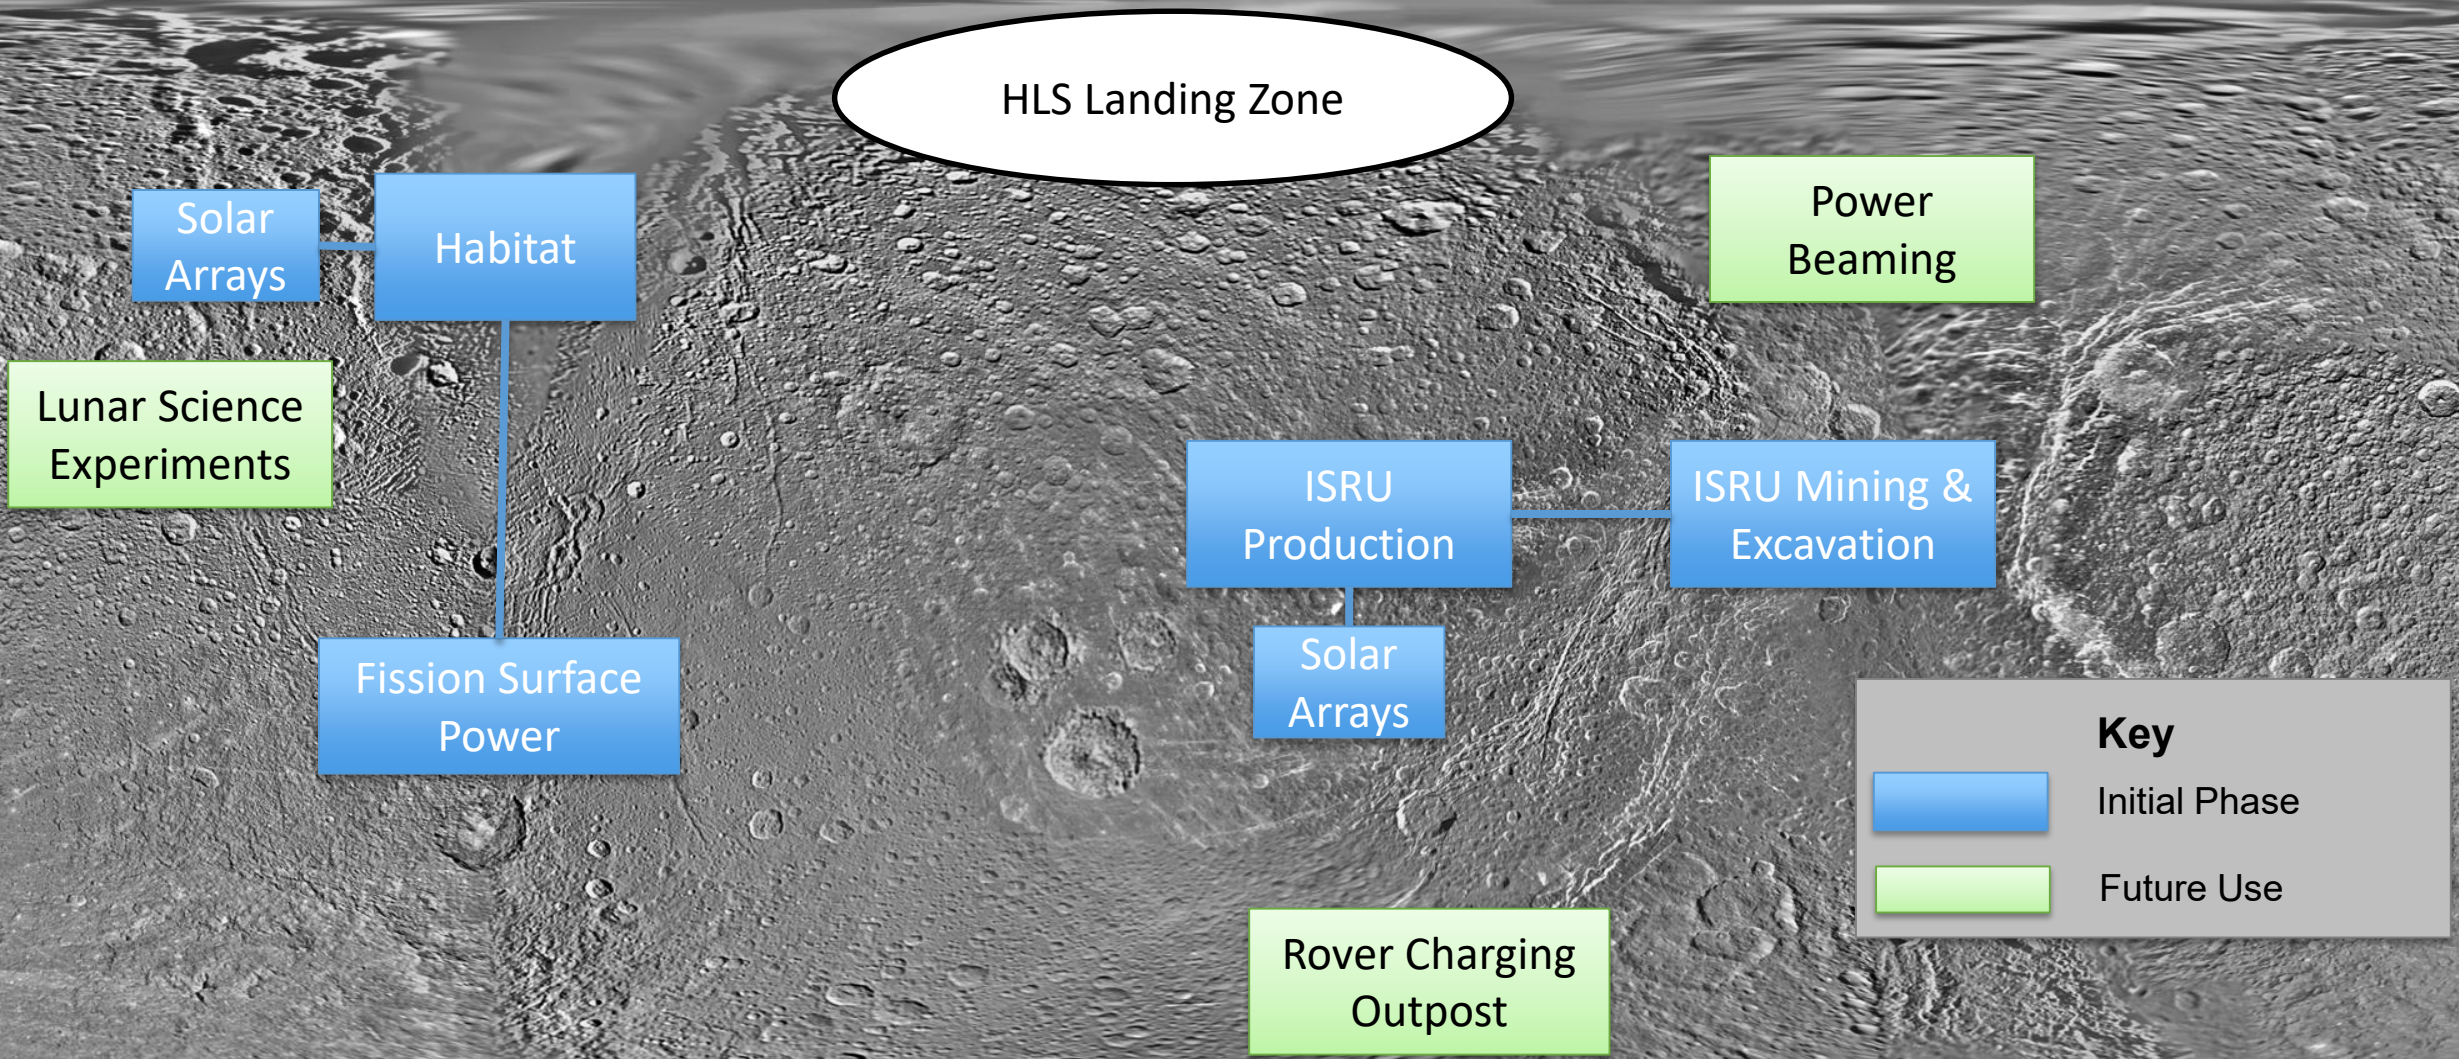 HLS Landing Zone
Solar
Arrays
Habitat
Power
Beaming
Lunar Science
Experiments
ISRU
Production
ISRU Mining &
Excavation
Fission Surface
Power
Solar
Arrays
Key
Initial Phase
Future Use
Rover Charging
Outpost